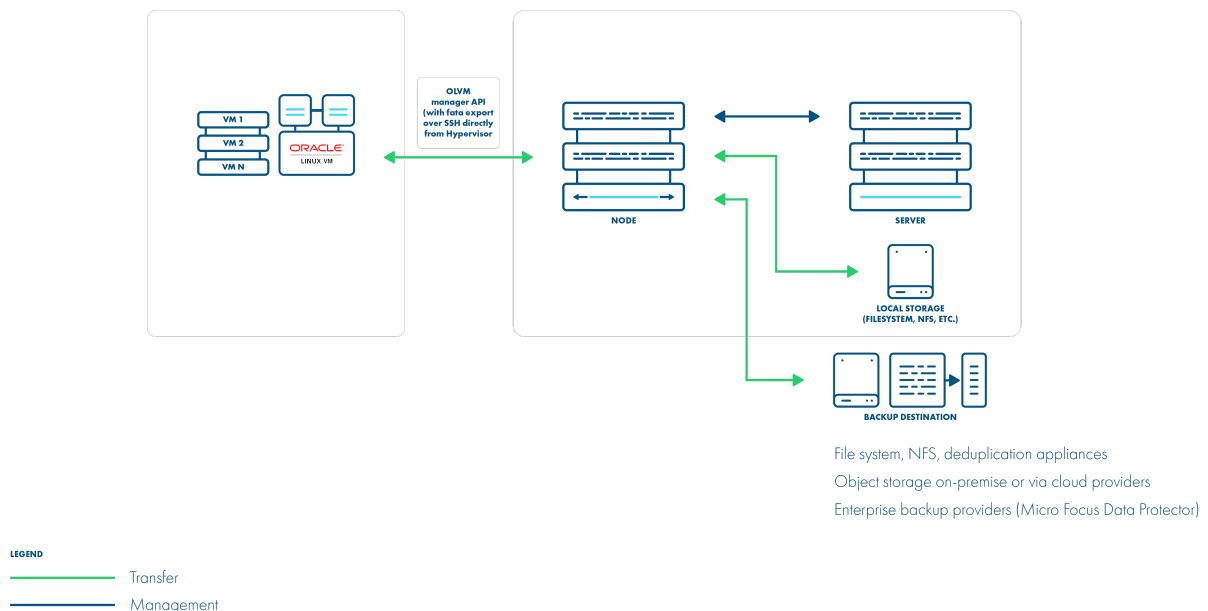 VM 1
VM 2
VM N
ORACLE
LINUX VM
OLVM
manager API
(with fata export
over SSH directly
from Hypervisor
NODE
SERVER
LOCAL STORAGE
(FILESYSTEM, NFS, ETC.)
BACKUP DESTINATION
File system, NFS, deduplication appliances
Object storage on-premise or via cloud providers
Enterprise backup providers (Micro Focus Data Protector)
LEGEND
Transfer
Management